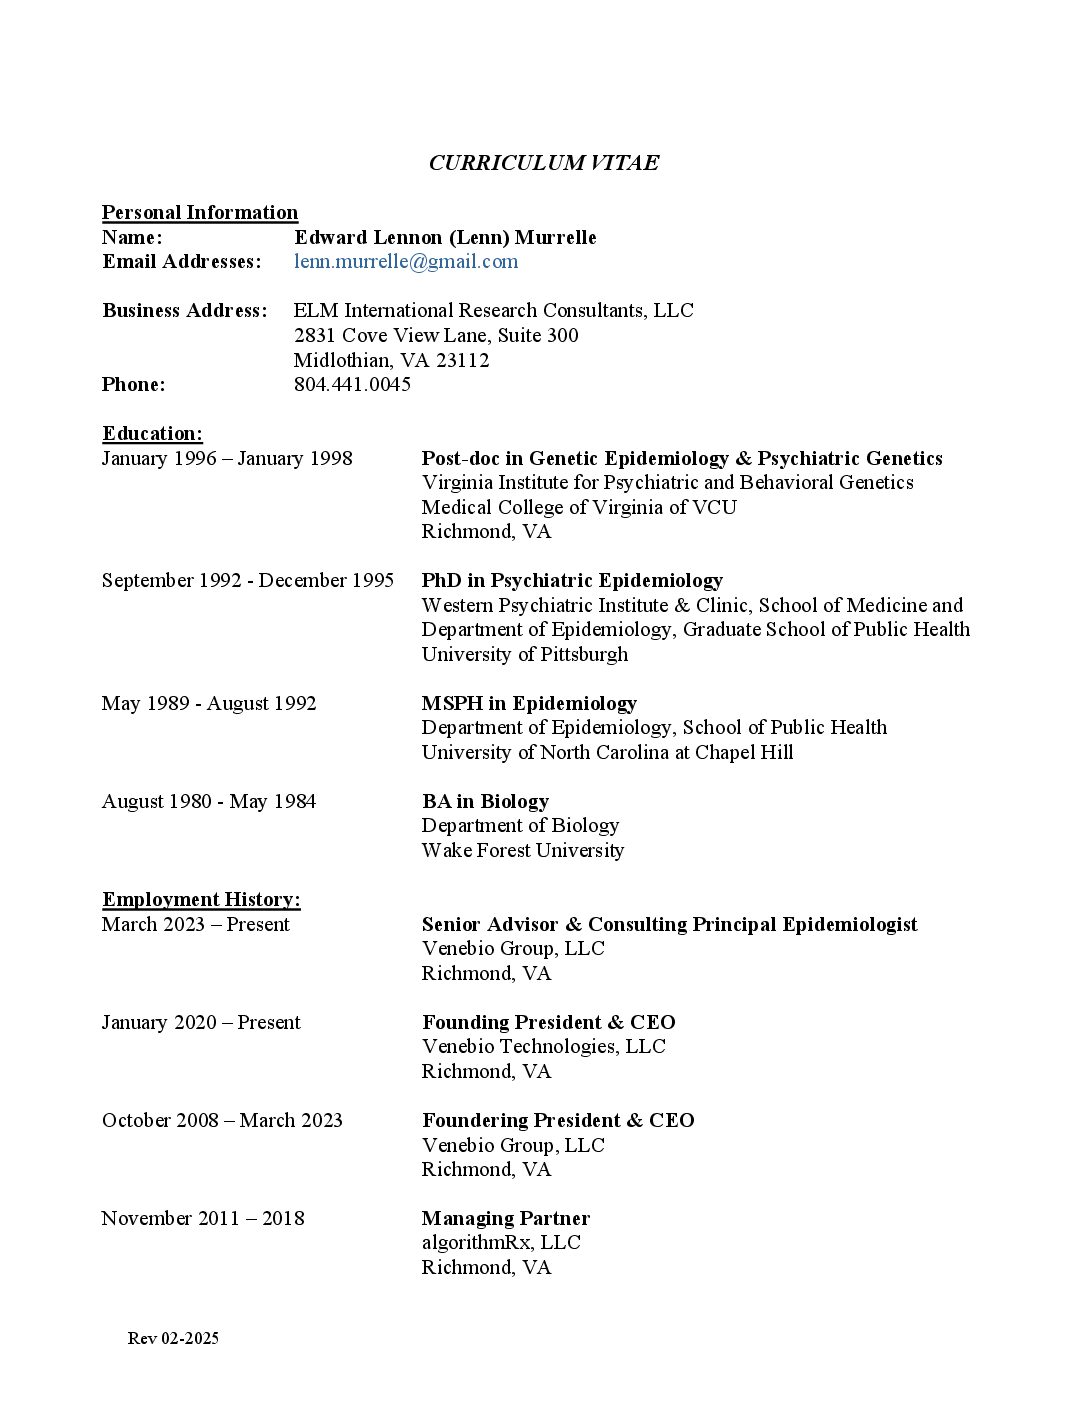 CURRICULUM VITAE
Personal Information
Name: Edward Lennon (Lenn) Murrelle
Email Addresses: lenn.murrelle@gmail.com
Business Address: ELM International Research Consultants, LLC
2831 Cove View Lane, Suite 300
Midlothian, VA 23112
Phone: 804.441.0045
Education:
January 1996 – January 1998 Post-doc in Genetic Epidemiology & Psychiatric Genetics
Virginia Institute for Psychiatric and Behavioral Genetics
Medical College of Virginia of VCU
Richmond, VA
September 1992 - December 1995 PhD in Psychiatric Epidemiology
Western Psychiatric Institute & Clinic, School of Medicine and
Department of Epidemiology, Graduate School of Public Health
University of Pittsburgh
May 1989 - August 1992 MSPH in Epidemiology
Department of Epidemiology, School of Public Health
University of North Carolina at Chapel Hill
August 1980 - May 1984 BA in Biology
Department of Biology
Wake Forest University
Employment History:
March 2023 – Present Senior Advisor & Consulting Principal Epidemiologist
Venebio Group, LLC
Richmond, VA
January 2020 – Present Founding President & CEO
Venebio Technologies, LLC
Richmond, VA
October 2008 – March 2023 Foundering President & CEO
Venebio Group, LLC
Richmond, VA
November 2011 – 2018 Managing Partner
algorithmRx, LLC
Richmond, VA
Rev 02-2025